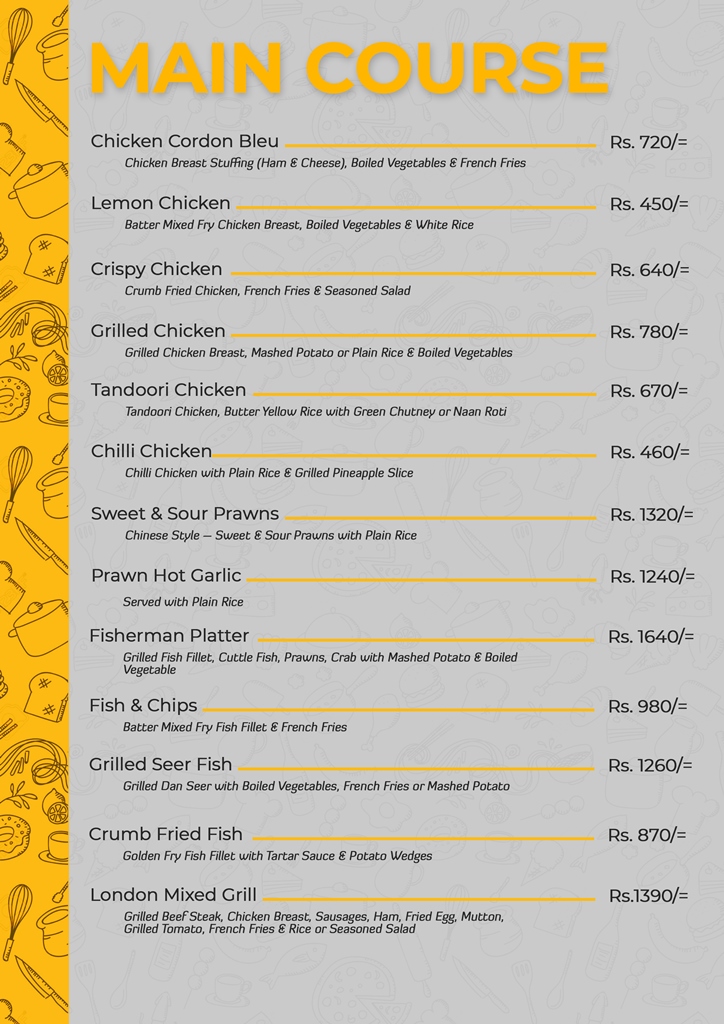 MAIN COURSE
Chicken Cordon Bleu Rs. 720/=
Chicken Breast Stuffing (Ham & Cheese), Boiled Vegetables & French Fries
Lemon Chicken Rs. 450/=
Batter Mixed Fry Chicken Breast, Boiled Vegetables & White Rice
Crispy Chicken Rs. 640/=
Crumb Fried Chicken, French Fries & Seasoned Salad
Grilled Chicken Rs. 780/=
Grilled Chicken Breast, Mashed Potato or Plain Rice & Boiled Vegetables
Tandoori Chicken Rs. 670/=
Tandoori Chicken, Butter Yellow Rice with Green Chutney or Naan Roti
Chilli Chicken Rs. 460/=
Chilli Chicken with Plain Rice & Grilled Pineapple Slice
Sweet & Sour Prawns Rs. 1320/=
Chinese Style – Sweet & Sour Prawns with Plain Rice
Prawn Hot Garlic Rs. 1240/=
Served with Plain Rice
Fisherman Platter Rs. 1640/=
Grilled Fish Fillet, Cuttle Fish, Prawns, Crab with Mashed Potato & Boiled
Vegetable
Fish & Chips Rs. 980/=
Batter Mixed Fry Fish Fillet & French Fries
Grilled Seer Fish Rs. 1260/=
Grilled Dan Seer with Boiled Vegetables, French Fries or Mashed Potato
Crumb Fried Fish Rs. 870/=
Golden Fry Fish Fillet with Tartar Sauce & Potato Wedges
London Mixed Grill Rs.1390/=
Grilled Beef Steak, Chicken Breast, Sausages, Ham, Fried Egg, Mutton,
Grilled Tomato, French Fries & Rice or Seasoned Salad